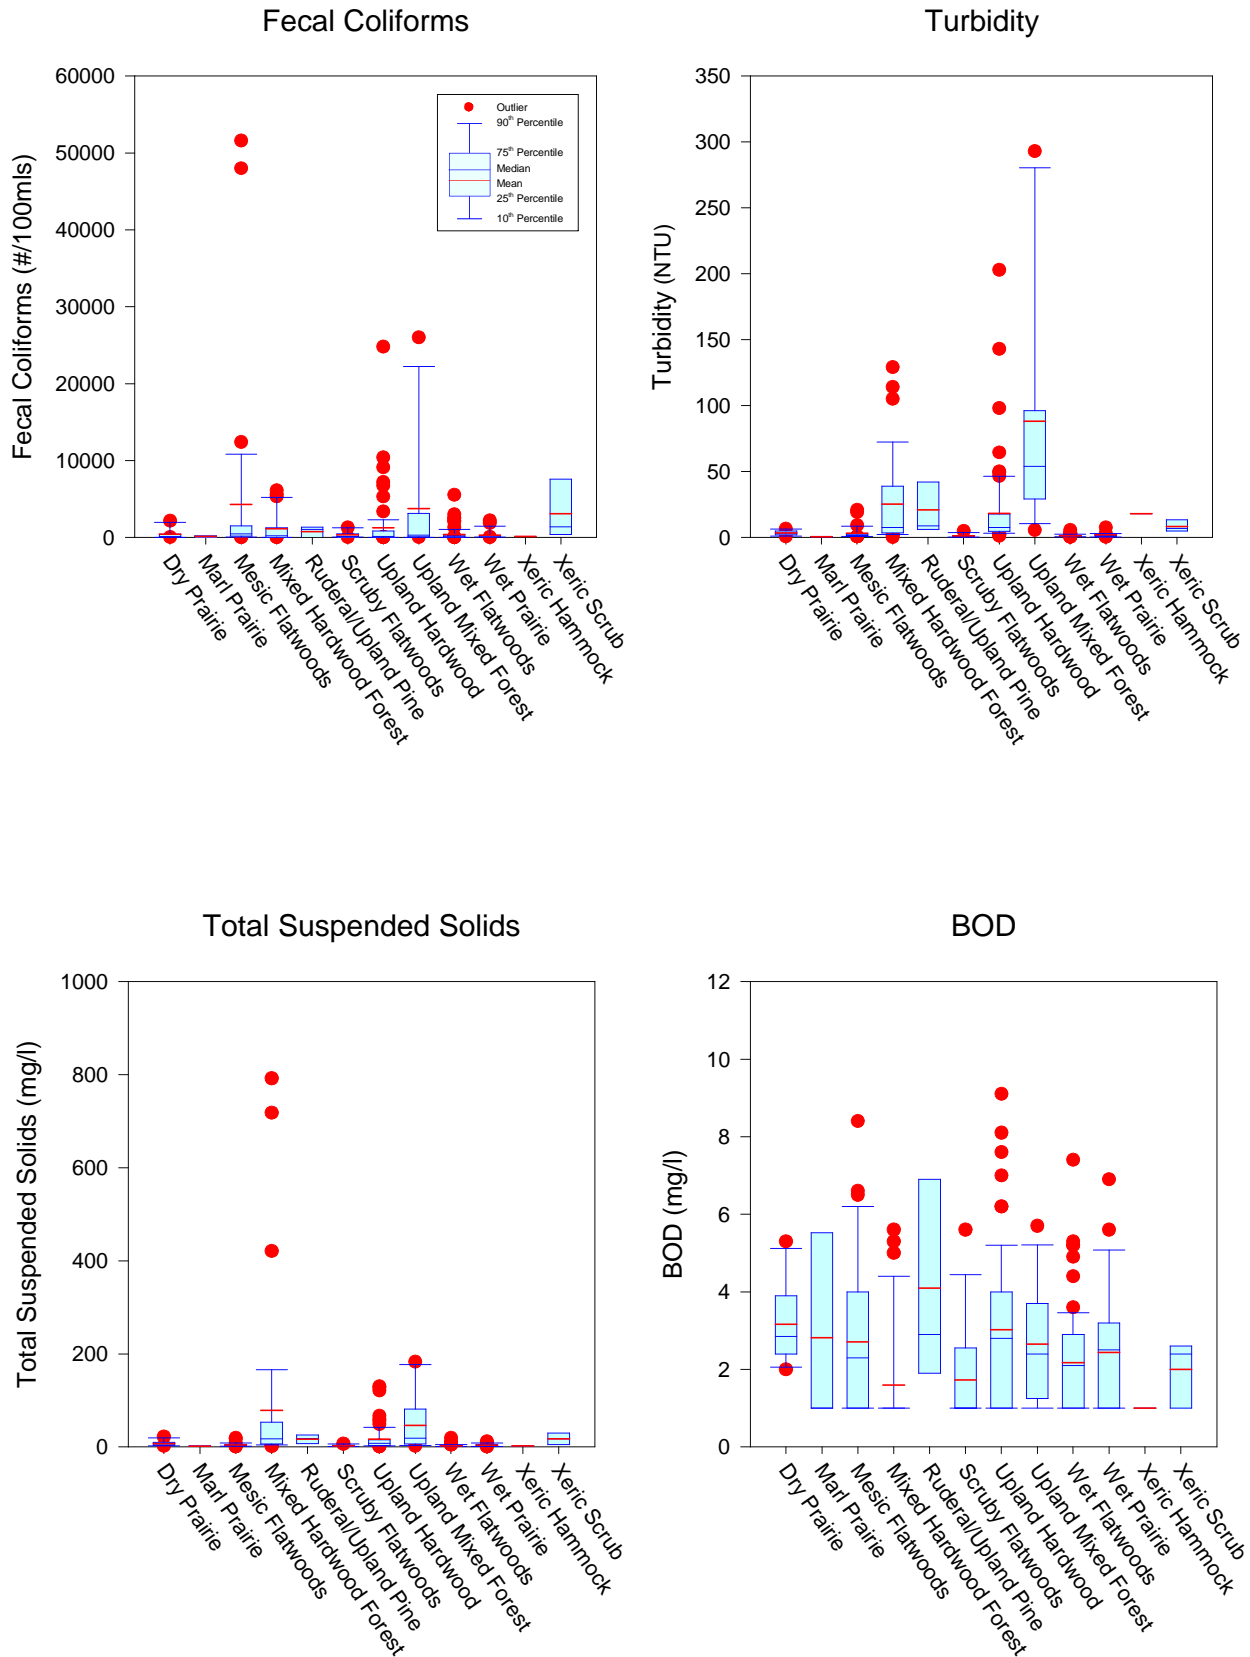 Fecal Coliforms
Fecal Coliforms (#/100mls)
60000
50000
40000
30000
20000
10000
0
Outlier
90th Percentile
75th Percentile
Median
Mean
25th Percentile
10th Percentile
Dry Prairie
Marl Prairie
Mesic Flatwoods
Mixed Hardwood Forest
Ruderal/Upland Pine
Scruby Flatwoods
Upland Hardwood
Upland Mixed Forest
Wet Flatwoods
Wet Prairie
Xeric Hammock
Xeric Scrub
Turbidity
Turbidity (NTU)
350
300
250
200
150
100
50
0
Dry Prairie
Marl Prairie
Mesic Flatwoods
Mixed Hardwood Forest
Ruderal/Upland Pine
Scruby Flatwoods
Upland Hardwood
Upland Mixed Forest
Wet Flatwoods
Wet Prairie
Xeric Hammock
Xeric Scrub
Total Suspended Solids
Total Suspended Solids (mg/l)
1000
800
600
400
200
0
Dry Prairie
Marl Prairie
Mesic Flatwoods
Mixed Hardwood Forest
Ruderal/Upland Pine
Scruby Flatwoods
Upland Hardwood
Upland Mixed Forest
Wet Flatwoods
Wet Prairie
Xeric Hammock
Xeric Scrub
BOD
BOD (mg/l)
12
10
8
6
4
2
0
Dry Prairie
Marl Prairie
Mesic Flatwoods
Mixed Hardwood Forest
Ruderal/Upland Pine
Scruby Flatwoods
Upland Hardwood
Upland Mixed Forest
Wet Flatwoods
Wet Prairie
Xeric Hammock
Xeric Scrub